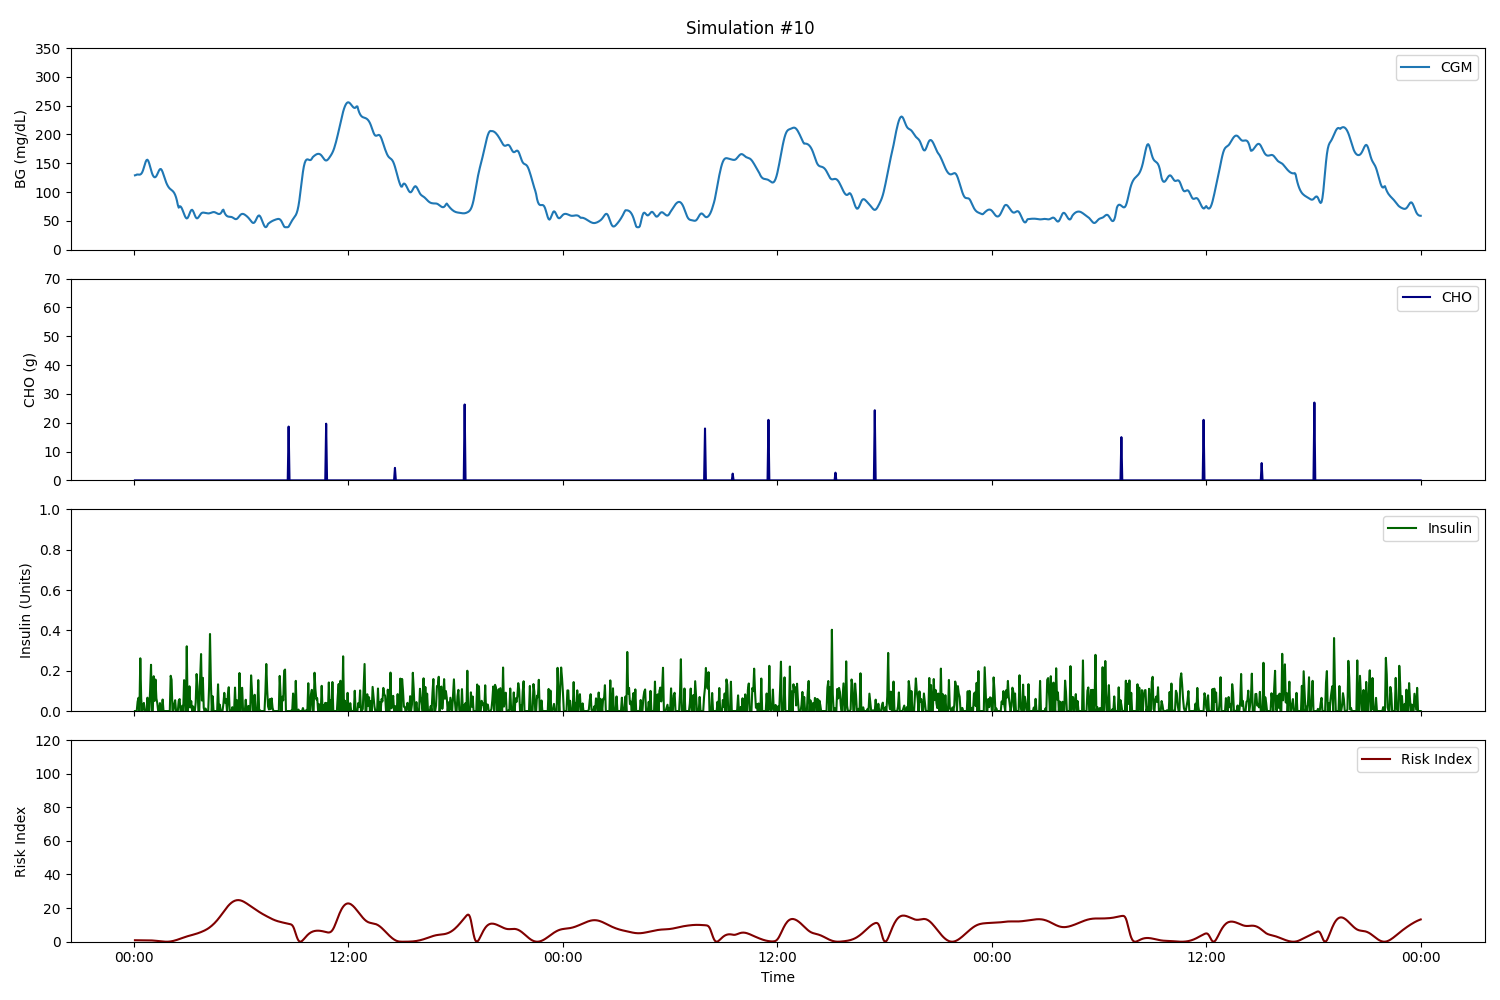 Simulation #10
350
300
250
200
150
100
50
0
BG (mg/dL)
CGM
70
60
50
40
30
20
10
0
CHO (g)
CHO
1.0
0.8
0.6
0.4
0.2
0.0
Insulin (Units)
Insulin
120
100
80
60
40
20
0
Risk Index
Risk Index
00:00 12:00 00:00 12:00 00:00 12:00 00:00
Time